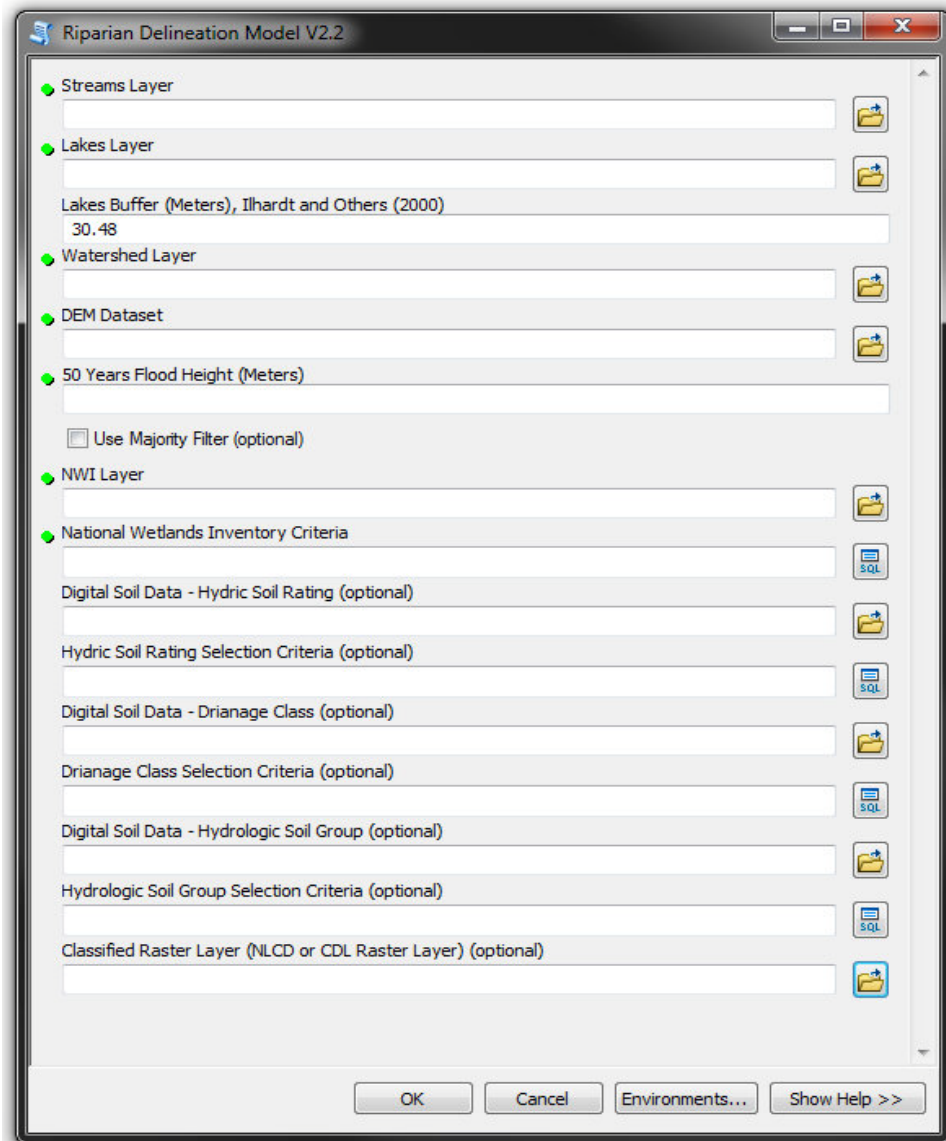 Riparian Delineation Model V2.2
Streams Layer
Lakes Layer
Lakes Buffer (Meters), Ilhardt and Others (2000)
30.48
Watershed Layer
DEM Dataset
50 Years Flood Height (Meters)
Use Majority Filter (optional)
NWI Layer
National Wetlands Inventory Criteria
SQL
Digital Soil Data - Hydric Soil Rating (optional)
Hydric Soil Rating Selection Criteria (optional)
SQL
Digital Soil Data - Drianage Class (optional)
Drianage Class Selection Criteria (optional)
SQL
Digital Soil Data - Hydrologic Soil Group (optional)
Hydrologic Soil Group Selection Criteria (optional)
SQL
Classified Raster Layer (NLCD or CDL Raster Layer) (optional)
OK Cancel Environments... Show Help >>